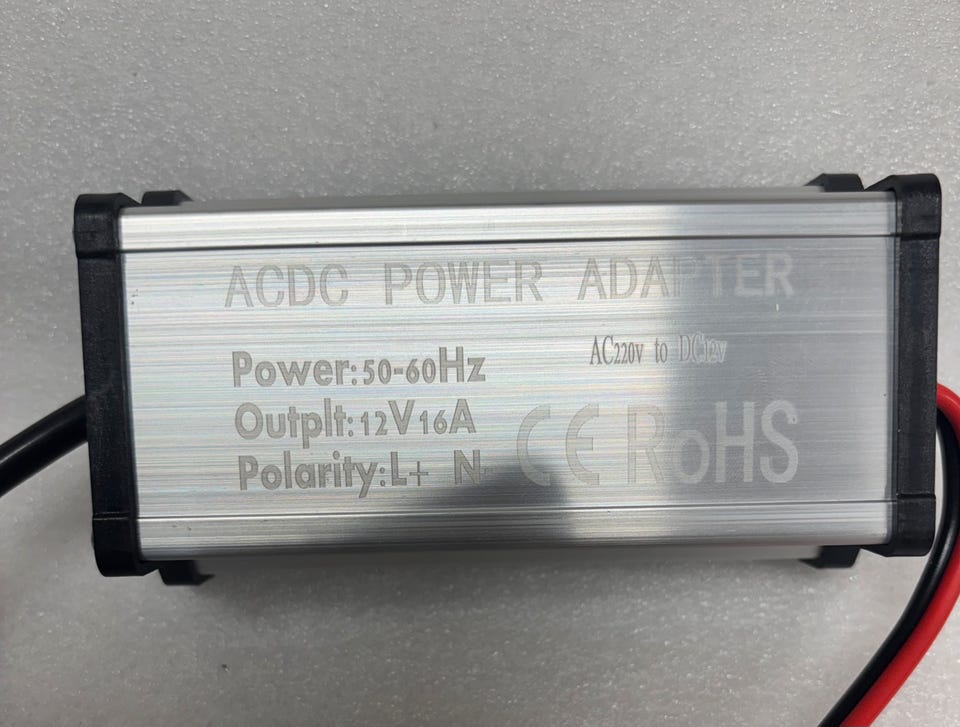 ACDC POWER ADAPTER
AC220v to DC12v
Power:50-60Hz
Outplt:12V16A
Polarity:L+ N-
CE RoHS